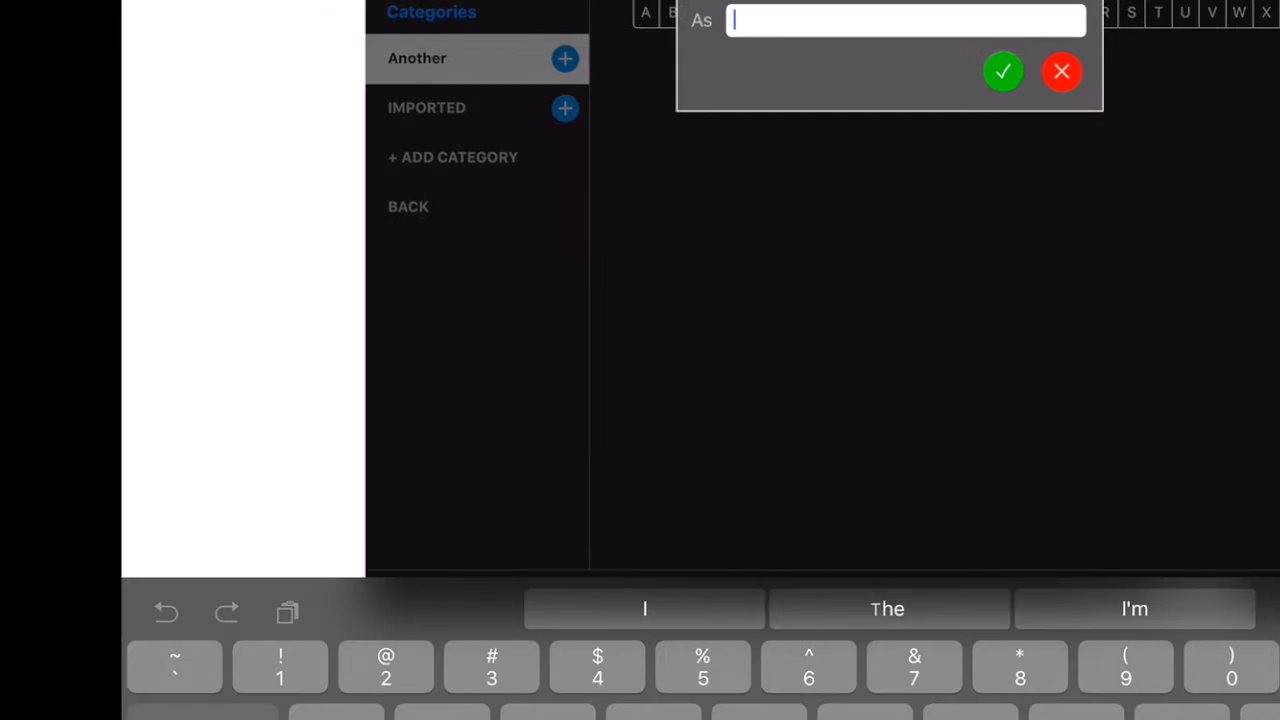 Categories
A B R S T U V W X
As
Another
IMPORTED
+ ADD CATEGORY
BACK
I The I'm
~ ! @ # $ % ^ & * ( )
` 1 2 3 4 5 6 7 8 9 0